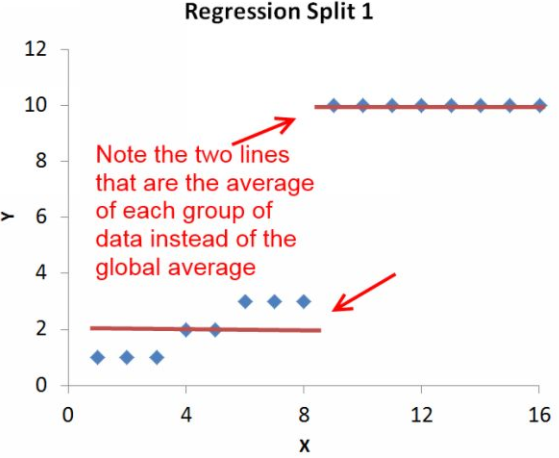 Regression Split 1
12
10
8
6
4
2
0
Y
Note the two lines
that are the average
of each group of
data instead of the
global average
0 4 8 12 16
X